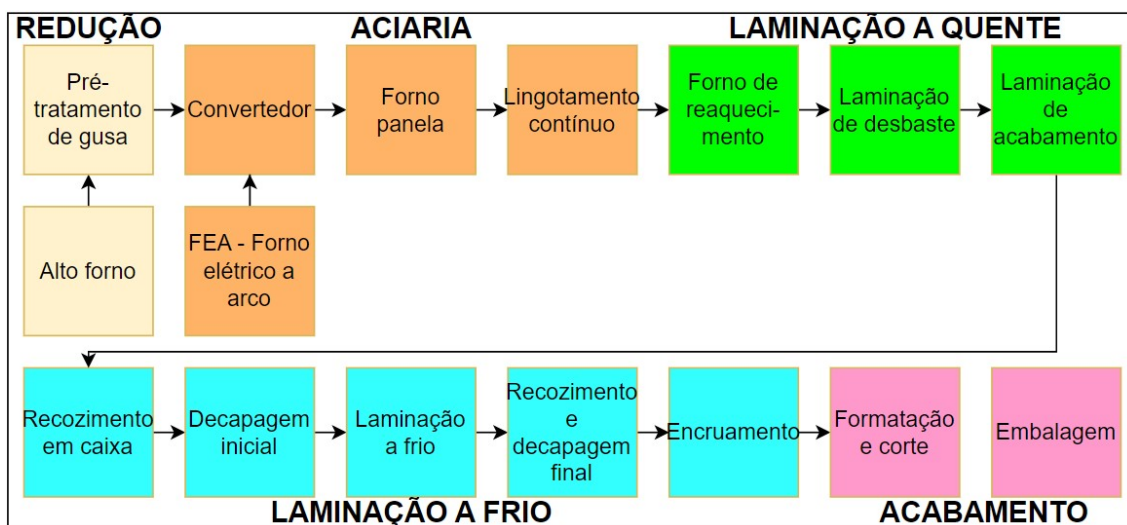 REDUÇÃO
ACIARIA
LAMINAÇÃO A QUENTE
Pré-
tratamento
de gusa
Convertedor
Forno
panela
Lingotamento
contínuo
Forno de
reaqueci-
mento
Laminação
de desbaste
Laminação
de
acabamento
Alto forno
FEA - Forno
elétrico a
arco
Recozimento
em caixa
Decapagem
inicial
Laminação
a frio
Recozimento
e
decapagem
final
Encruamento
Formatação
e corte
Embalagem
LAMINAÇÃO A FRIO
ACABAMENTO